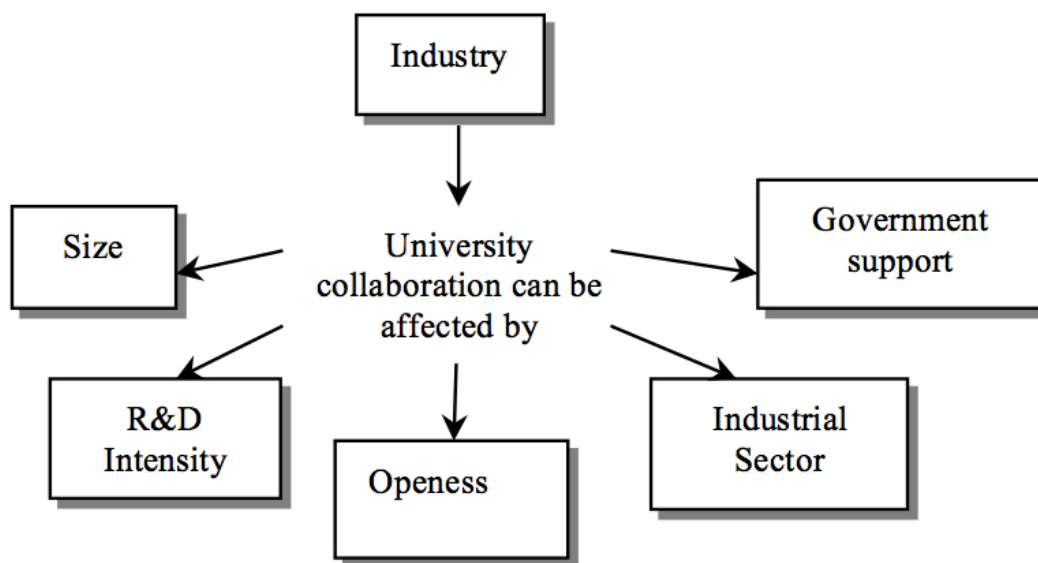 Industry
Size
University
collaboration can be
affected by
Government
support
R&D
Intensity
Openess
Industrial
Sector